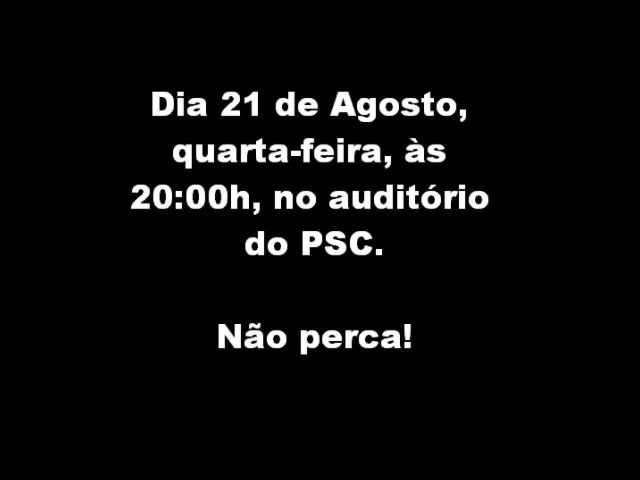 Dia 21 de Agosto,
quarta-feira, às
20:00h, no auditório
do PSC.
Não perca!